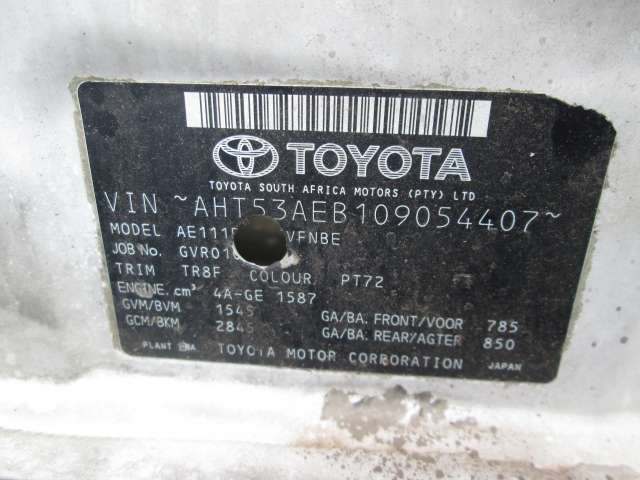 TOYOTA
TOYOTA SOUTH AFRICA MOTORS (PTY) LTD
VIN ~AHT53AEB109054407~
MODEL
JOB No.
TRIM TR8F COLOUR PT72
ENGINE.cm³ 4A-GE 1587
GVM/BVM 1545 GA/BA. FRONT/VOOR 785
GCM/BKM 2845 GA/BA. REAR/AGTER 850
PLANT TOYOTA MOTOR CORPORATION JAPAN